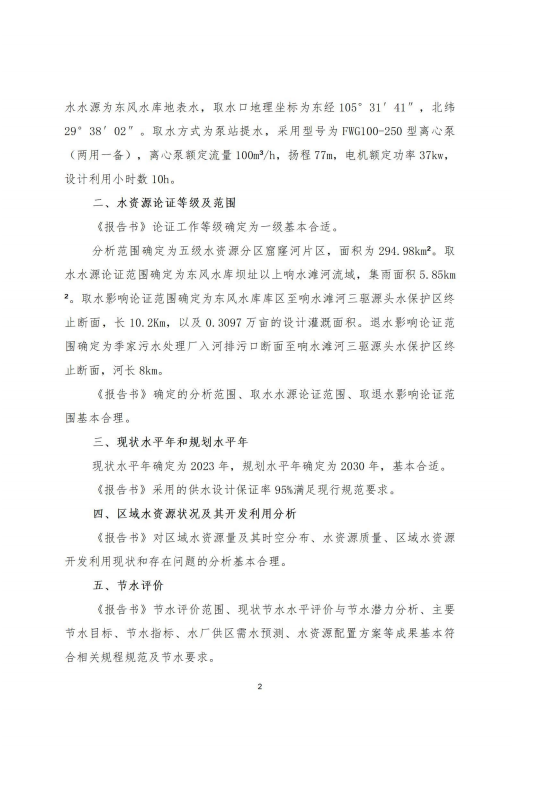 水水源为东风水库地表水，取水口地理坐标为东经 105°31′41″，北纬
29°38′02″。取水方式为泵站提水，采用型号为 FWG100-250 型离心泵
（两用一备），离心泵额定流量 100m³/h，扬程 77m，电机额定功率 37kw，
设计利用小时数 10h。
二、水资源论证等级及范围
《报告书》论证工作等级确定为一级基本合适。
分析范围确定为五级水资源分区窟窿河片区，面积为 294.98km²。取
水水源论证范围确定为东风水库坝址以上响水滩河流域，集雨面积 5.85km
²。取水影响论证范围确定为东风水库库区至响水滩河三驱源头水保护区终
止断面，长 10.2Km，以及 0.3097 万亩的设计灌溉面积。退水影响论证范
围确定为季家污水处理厂入河排污口断面至响水滩河三驱源头水保护区终
止断面，河长 8km。
《报告书》确定的分析范围、取水水源论证范围、取退水影响论证范
围基本合理。
三、现状水平年和规划水平年
现状水平年确定为 2023 年，规划水平年确定为 2030 年，基本合适。
《报告书》采用的供水设计保证率 95%满足现行规范要求。
四、区域水资源状况及其开发利用分析
《报告书》对区域水资源量及其时空分布、水资源质量、区域水资源
开发利用现状和存在问题的分析基本合理。
五、节水评价
《报告书》节水评价范围、现状节水水平评价与节水潜力分析、主要
节水目标、节水指标、水厂供区需水预测、水资源配置方案等成果基本符
合相关规程规范及节水要求。
2